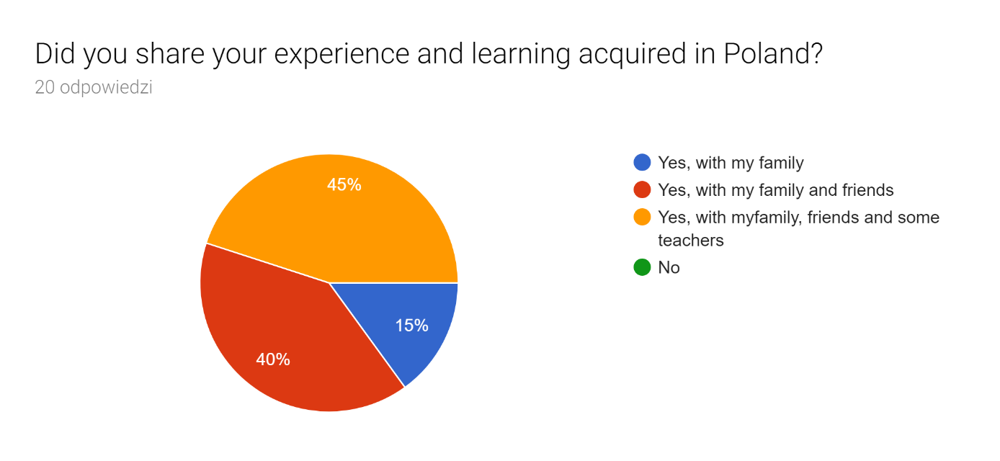 Did you share your experience and learning acquired in Poland?
20 odpowiedzi
45%
15%
40%
Yes, with my family
Yes, with my family and friends
Yes, with myfamily, friends and some
teachers
No